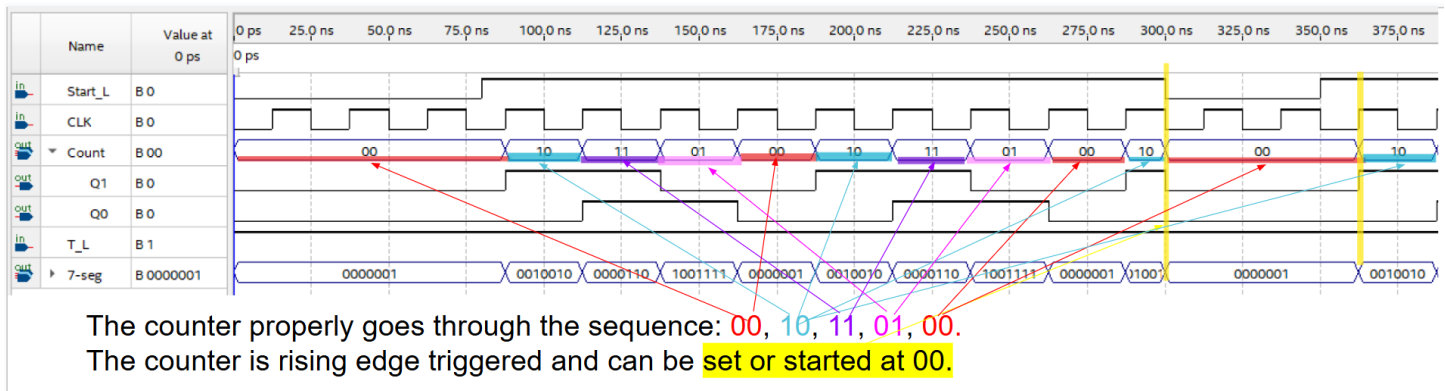 Name Value at 0 ps
0 ps 25.0 ns 50.0 ns 75.0 ns 100.0 ns 125.0 ns 150.0 ns 175.0 ns 200.0 ns 225.0 ns 250.0 ns 275.0 ns 300.0 ns 325.0 ns 350.0 ns 375.0 ns
0 ps
in Start_L B 0
in CLK B 0
out Count B 00 00 10 11 01 00 10 11 01 00 10 00 10
out Q1 B 0
out Q0 B 0
in T_L B 1
out 7-seg B 0000001 0000001 0010010 0000110 1001111 0000001 0010010 0000110 1001111 0000001 0000001 0010010
The counter properly goes through the sequence: 00, 10, 11, 01, 00.
The counter is rising edge triggered and can be set or started at 00.